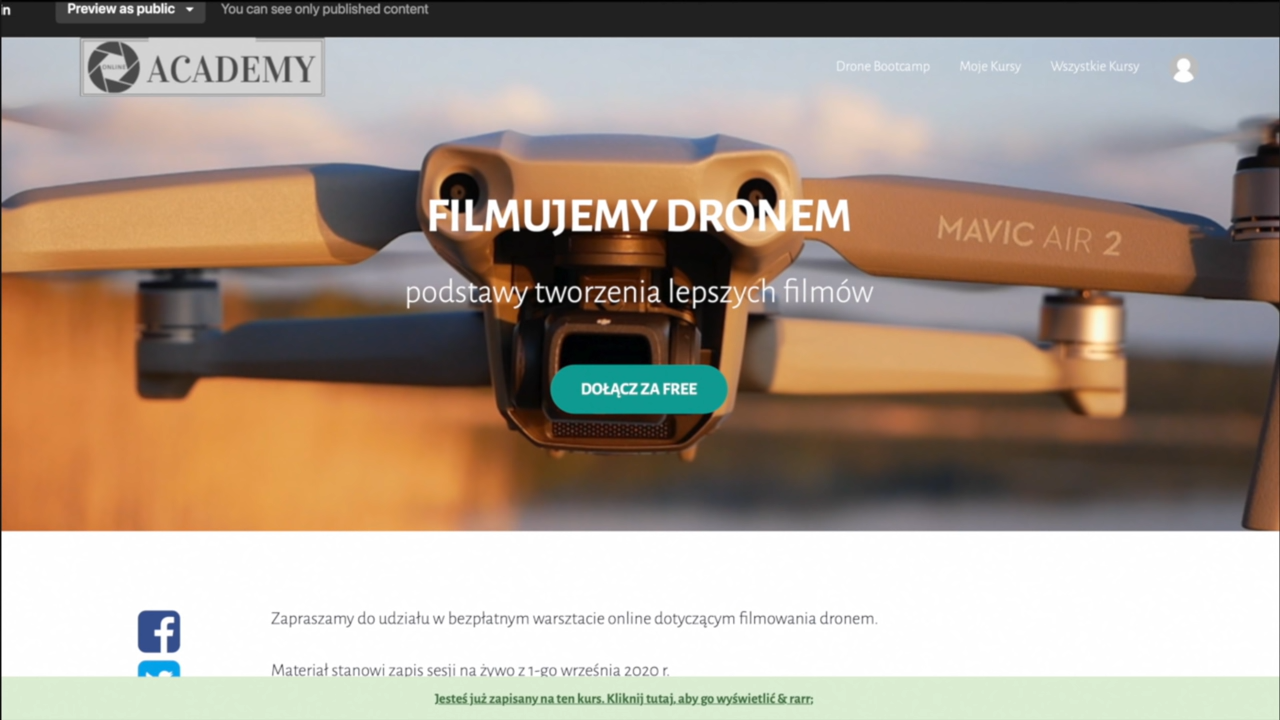 in
Preview as public
You can see only published content
ONLINE
ACADEMY
Drone Bootcamp
Moje Kursy
Wszystkie Kursy
FILMUJEMY DRONEM
MAVIC AIR 2
podstawy tworzenia lepszych filmów
DOŁĄCZ ZA FREE
Zapraszamy do udziału w bezpłatnym warsztacie online dotyczącym filmowania dronem.
Materiał stanowi zapis sesji na żywo z 1-go września 2020 r.
Jesteś już zapisany na ten kurs. Kliknij tutaj, aby go wyświetlić & rarr;